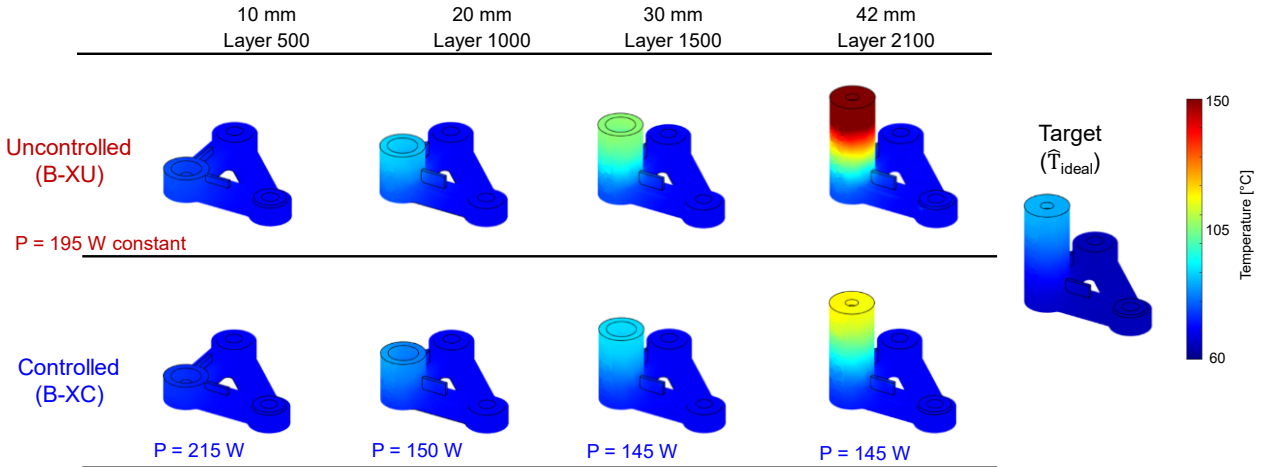 10 mm
Layer 500
20 mm
Layer 1000
30 mm
Layer 1500
42 mm
Layer 2100
Uncontrolled
(B-XU)
P = 195 W constant
Target
(T̂ideal)
150
105
60
Temperature [°C]
Controlled
(B-XC)
P = 215 W
P = 150 W
P = 145 W
P = 145 W